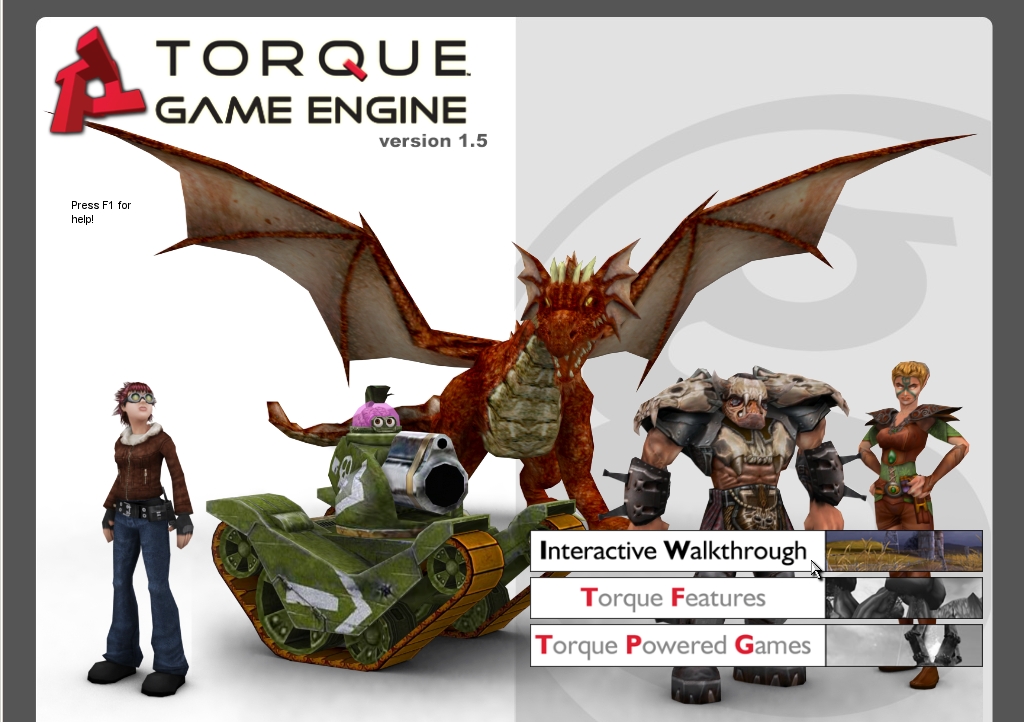 TORQUE
GAME ENGINE
version 1.5
Press F1 for
help!
Interactive Walkthrough
Torque Features
Torque Powered Games